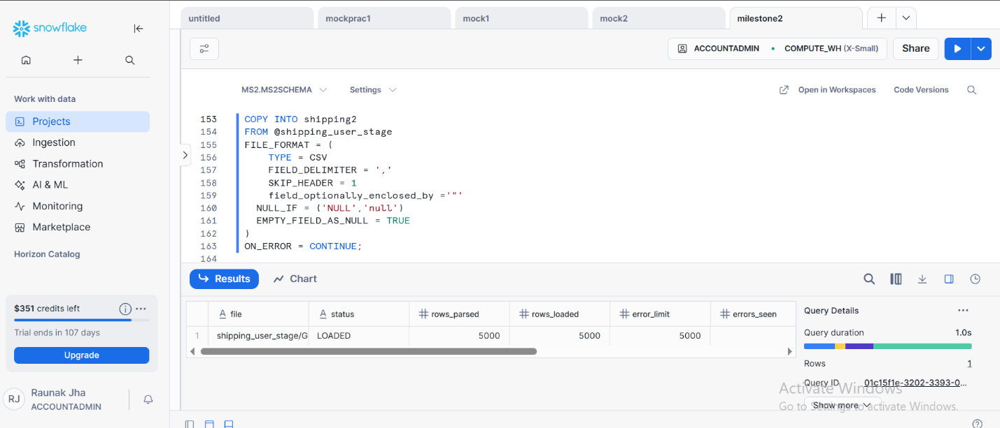 snowflake
Work with data
Projects
Ingestion
Transformation
AI & ML
Monitoring
Marketplace
Horizon Catalog
$351 credits left
Trial ends in 107 days
Upgrade
RJ
Raunak Jha
ACCOUNTADMIN
untitled
mockprac1
mock1
mock2
milestone2
ACCOUNTADMIN • COMPUTE_WH (X-Small)
Share
MS2.MS2SCHEMA
Settings
Open in Workspaces
Code Versions
153 COPY INTO shipping2
154 FROM @shipping_user_stage
155 FILE_FORMAT = (
156 TYPE = CSV
157 FIELD_DELIMITER = ','
158 SKIP_HEADER = 1
159 field_optionally_enclosed_by ='"'
160 NULL_IF = ('NULL','null')
161 EMPTY_FIELD_AS_NULL = TRUE
162 )
163 ON_ERROR = CONTINUE;
164
Results
Chart
file status rows_parsed rows_loaded error_limit errors_seen
1 shipping_user_stage/G LOADED 5000 5000 5000
Query Details
Query duration 1.0s
Rows 1
Query ID 01c15f1e-3202-3393-0...
Show more
Activate Windows
Go to Settings to activate Windows.